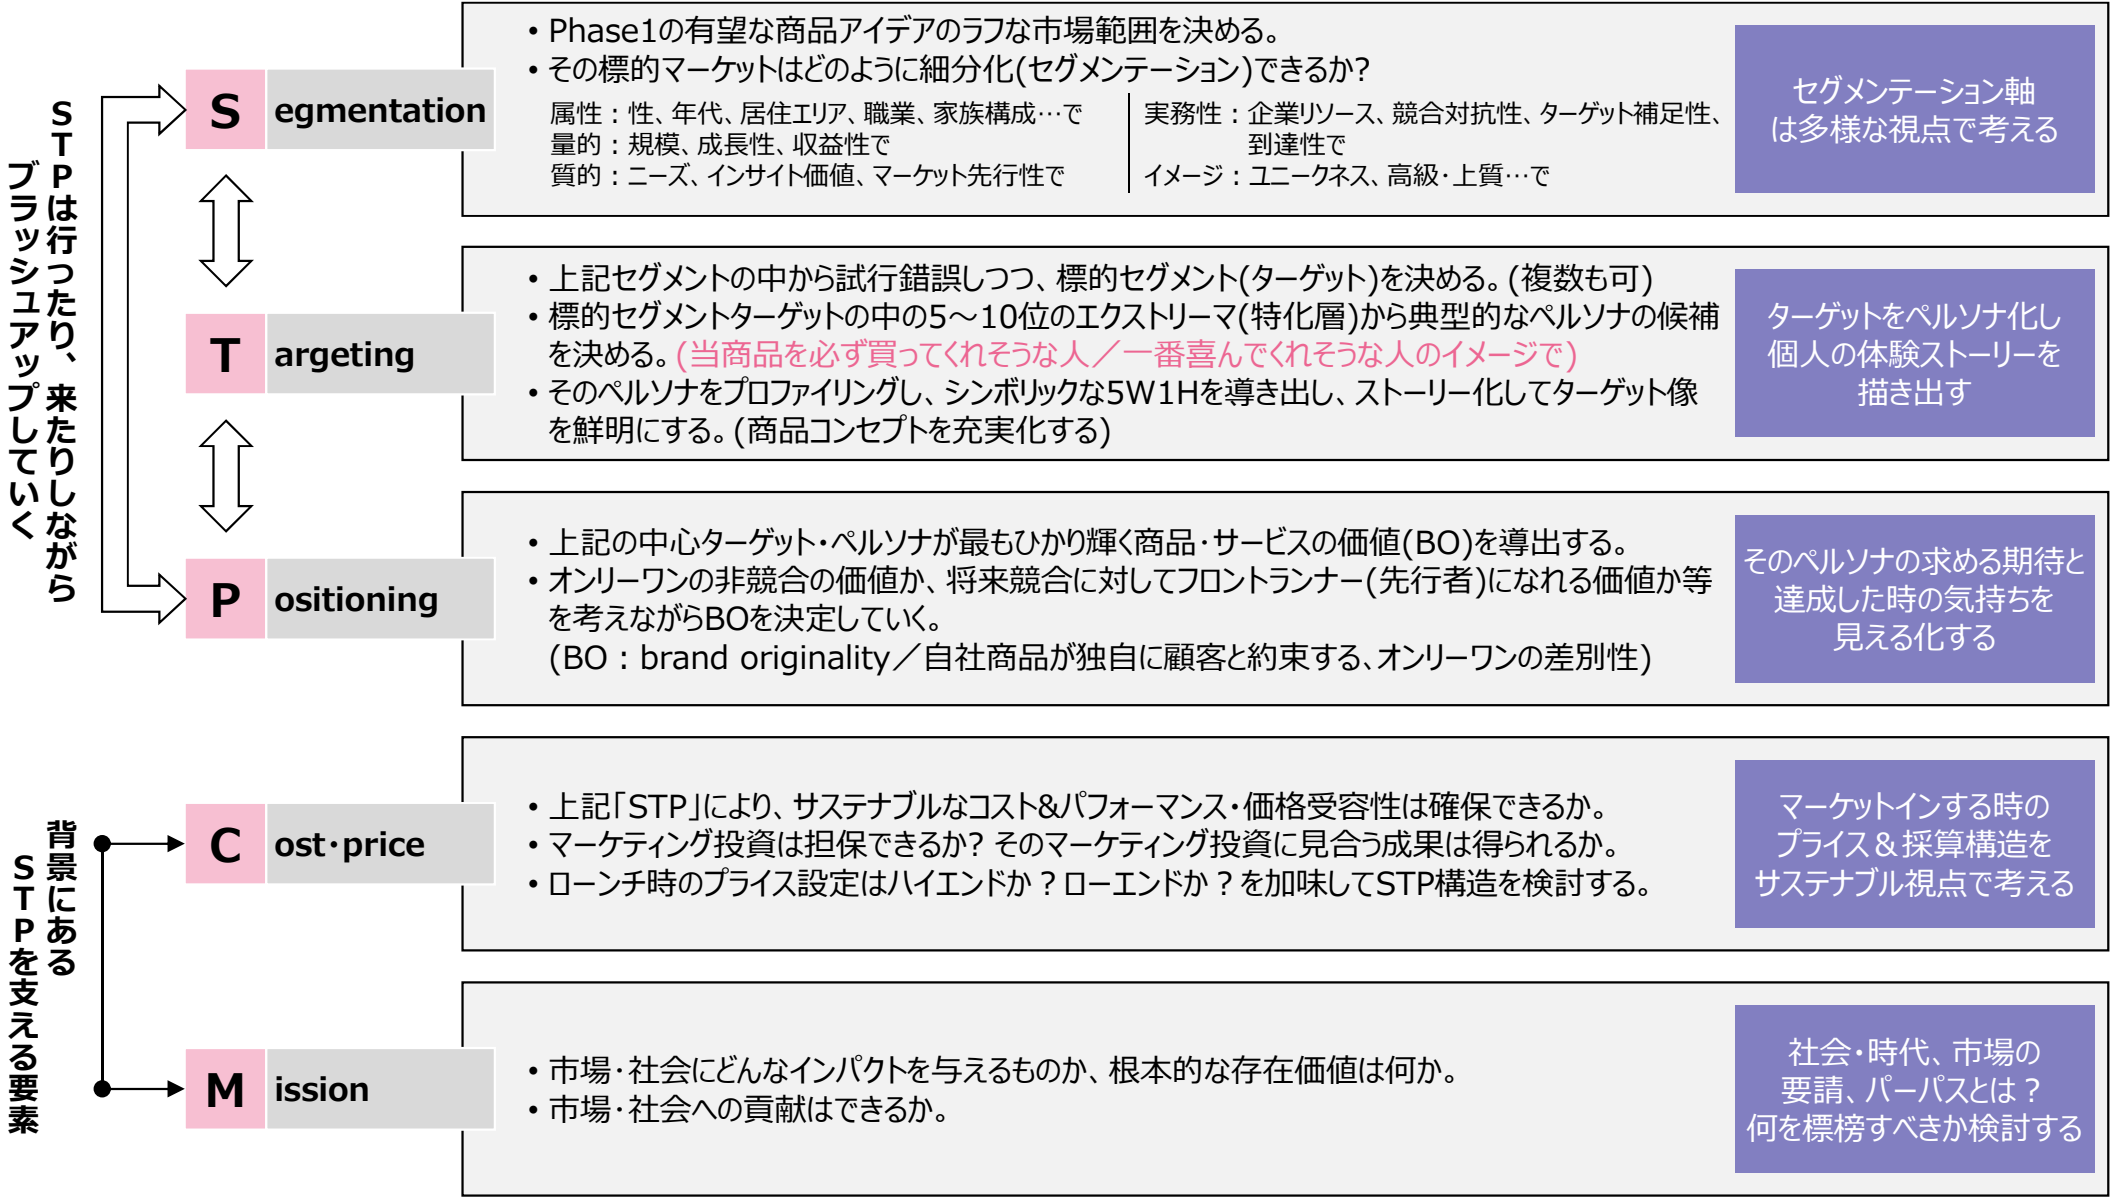 STPは行ったり、来たりしながら
ブラッシュアップしていく
Segmentation
• Phase1の有望な商品アイデアのラフな市場範囲を決める。
• その標的マーケットはどのように細分化(セグメンテーション)できるか?
属性：性、年代、居住エリア、職業、家族構成…で
量的：規模、成長性、収益性で
質的：ニーズ、インサイト価値、マーケット先行性で
実務性：企業リソース、競合対抗性、ターゲット補足性、
到達性で
イメージ：ユニークネス、高級・上質…で
セグメンテーション軸
は多様な視点で考える
Targeting
• 上記セグメントの中から試行錯誤しつつ、標的セグメント(ターゲット)を決める。(複数も可)
• 標的セグメントターゲットの中の5～10位のエクストリーマ(特化層)から典型的なペルソナの候補
を決める。(当商品を必ず買ってくれそうな人／一番喜んでくれそうな人のイメージで)
• そのペルソナをプロファイリングし、シンボリックな5W1Hを導き出し、ストーリー化してターゲット像
を鮮明にする。(商品コンセプトを充実化する)
ターゲットをペルソナ化し
個人の体験ストーリーを
描き出す
Positioning
• 上記の中心ターゲット・ペルソナが最もひかり輝く商品・サービスの価値(BO)を導出する。
• オンリーワンの非競合の価値か、将来競合に対してフロントランナー(先行者)になれる価値か等
を考えながらBOを決定していく。
(BO：brand originality／自社商品が独自に顧客と約束する、オンリーワンの差別性)
そのペルソナの求める期待と
達成した時の気持ちを
見える化する
背景にある
STPを支える要素
Cost・price
• 上記「STP」により、サステナブルなコスト&パフォーマンス・価格受容性は確保できるか。
• マーケティング投資は担保できるか? そのマーケティング投資に見合う成果は得られるか。
• ローンチ時のプライス設定はハイエンドか？ローエンドか？を加味してSTP構造を検討する。
マーケットインする時の
プライス＆採算構造を
サステナブル視点で考える
Mission
• 市場・社会にどんなインパクトを与えるものか、根本的な存在価値は何か。
• 市場・社会への貢献はできるか。
社会・時代、市場の
要請、パーパスとは？
何を標榜すべきか検討する